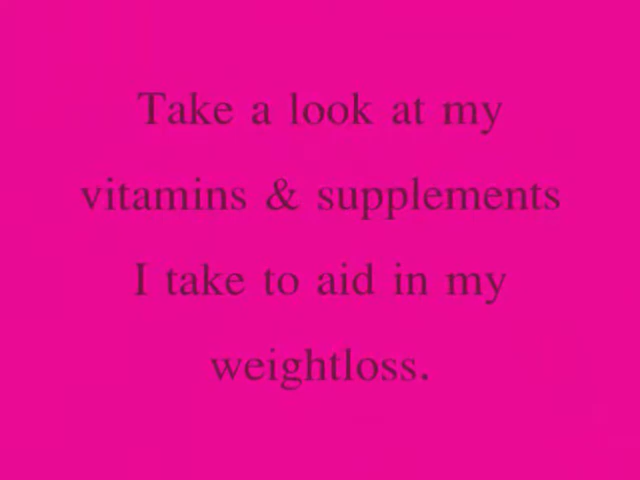 Take a look at my
vitamins & supplements
I take to aid in my
weightloss.